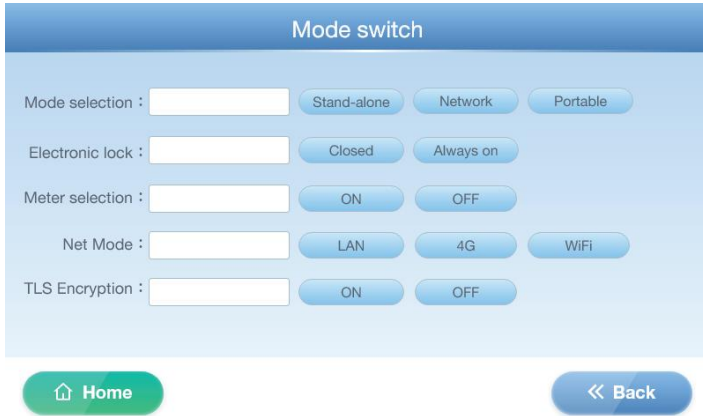 Mode switch
Mode selection： Stand-alone Network Portable
Electronic lock： Closed Always on
Meter selection： ON OFF
Net Mode： LAN 4G WiFi
TLS Encryption： ON OFF
Home Back